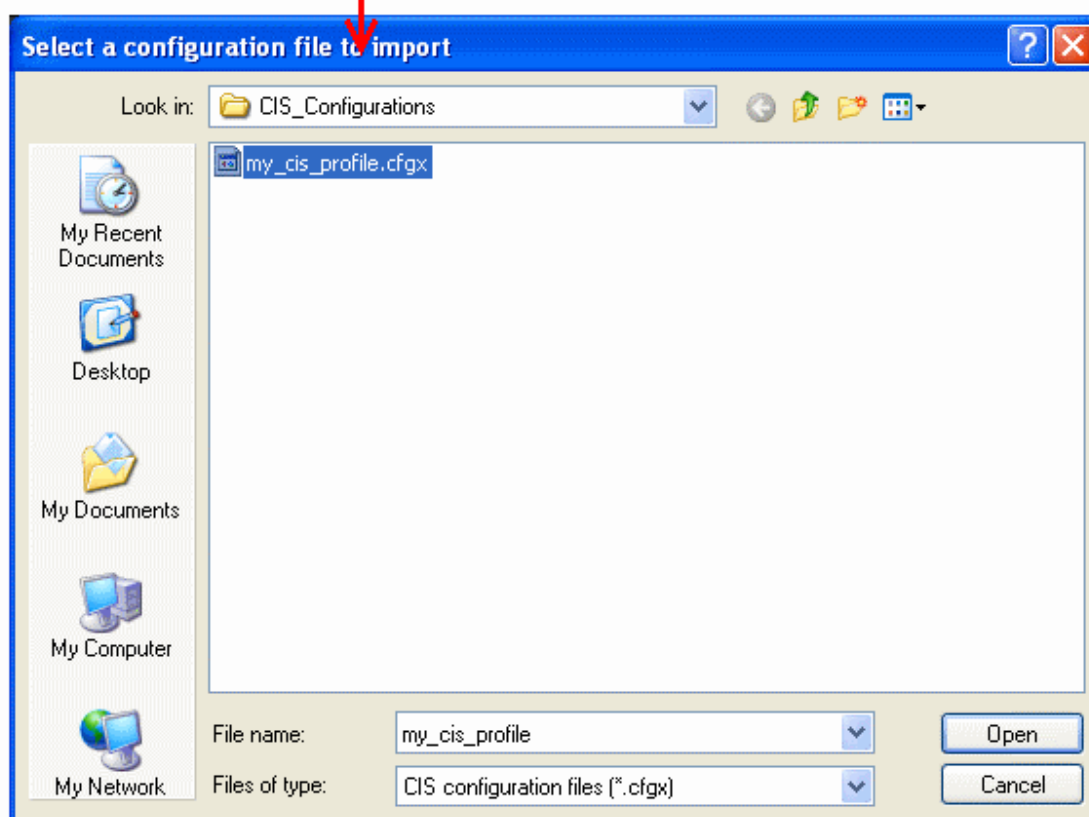 Select a configuration file to import
Look in: CIS_Configurations
my_cis_profile.cfgx
My Recent
Documents
Desktop
My Documents
My Computer
My Network
File name: my_cis_profile Open
Files of type: CIS configuration files (*.cfgx) Cancel